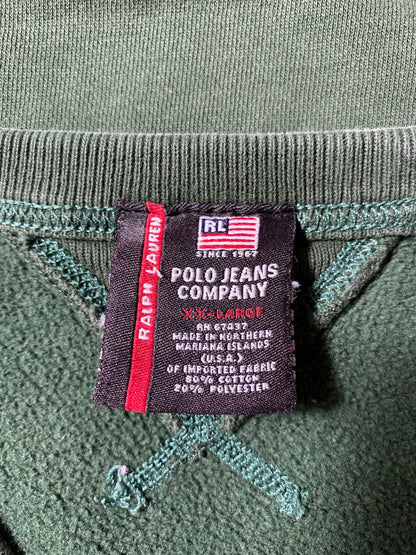 RALPH LAUREN
RL
SINCE 1967
POLO JEANS
COMPANY
XX-LARGE
RN 67437
MADE IN NORTHERN
MARIANA ISLANDS
(U.S.A.)
OF IMPORTED FABRIC
80% COTTON
20% POLYESTER